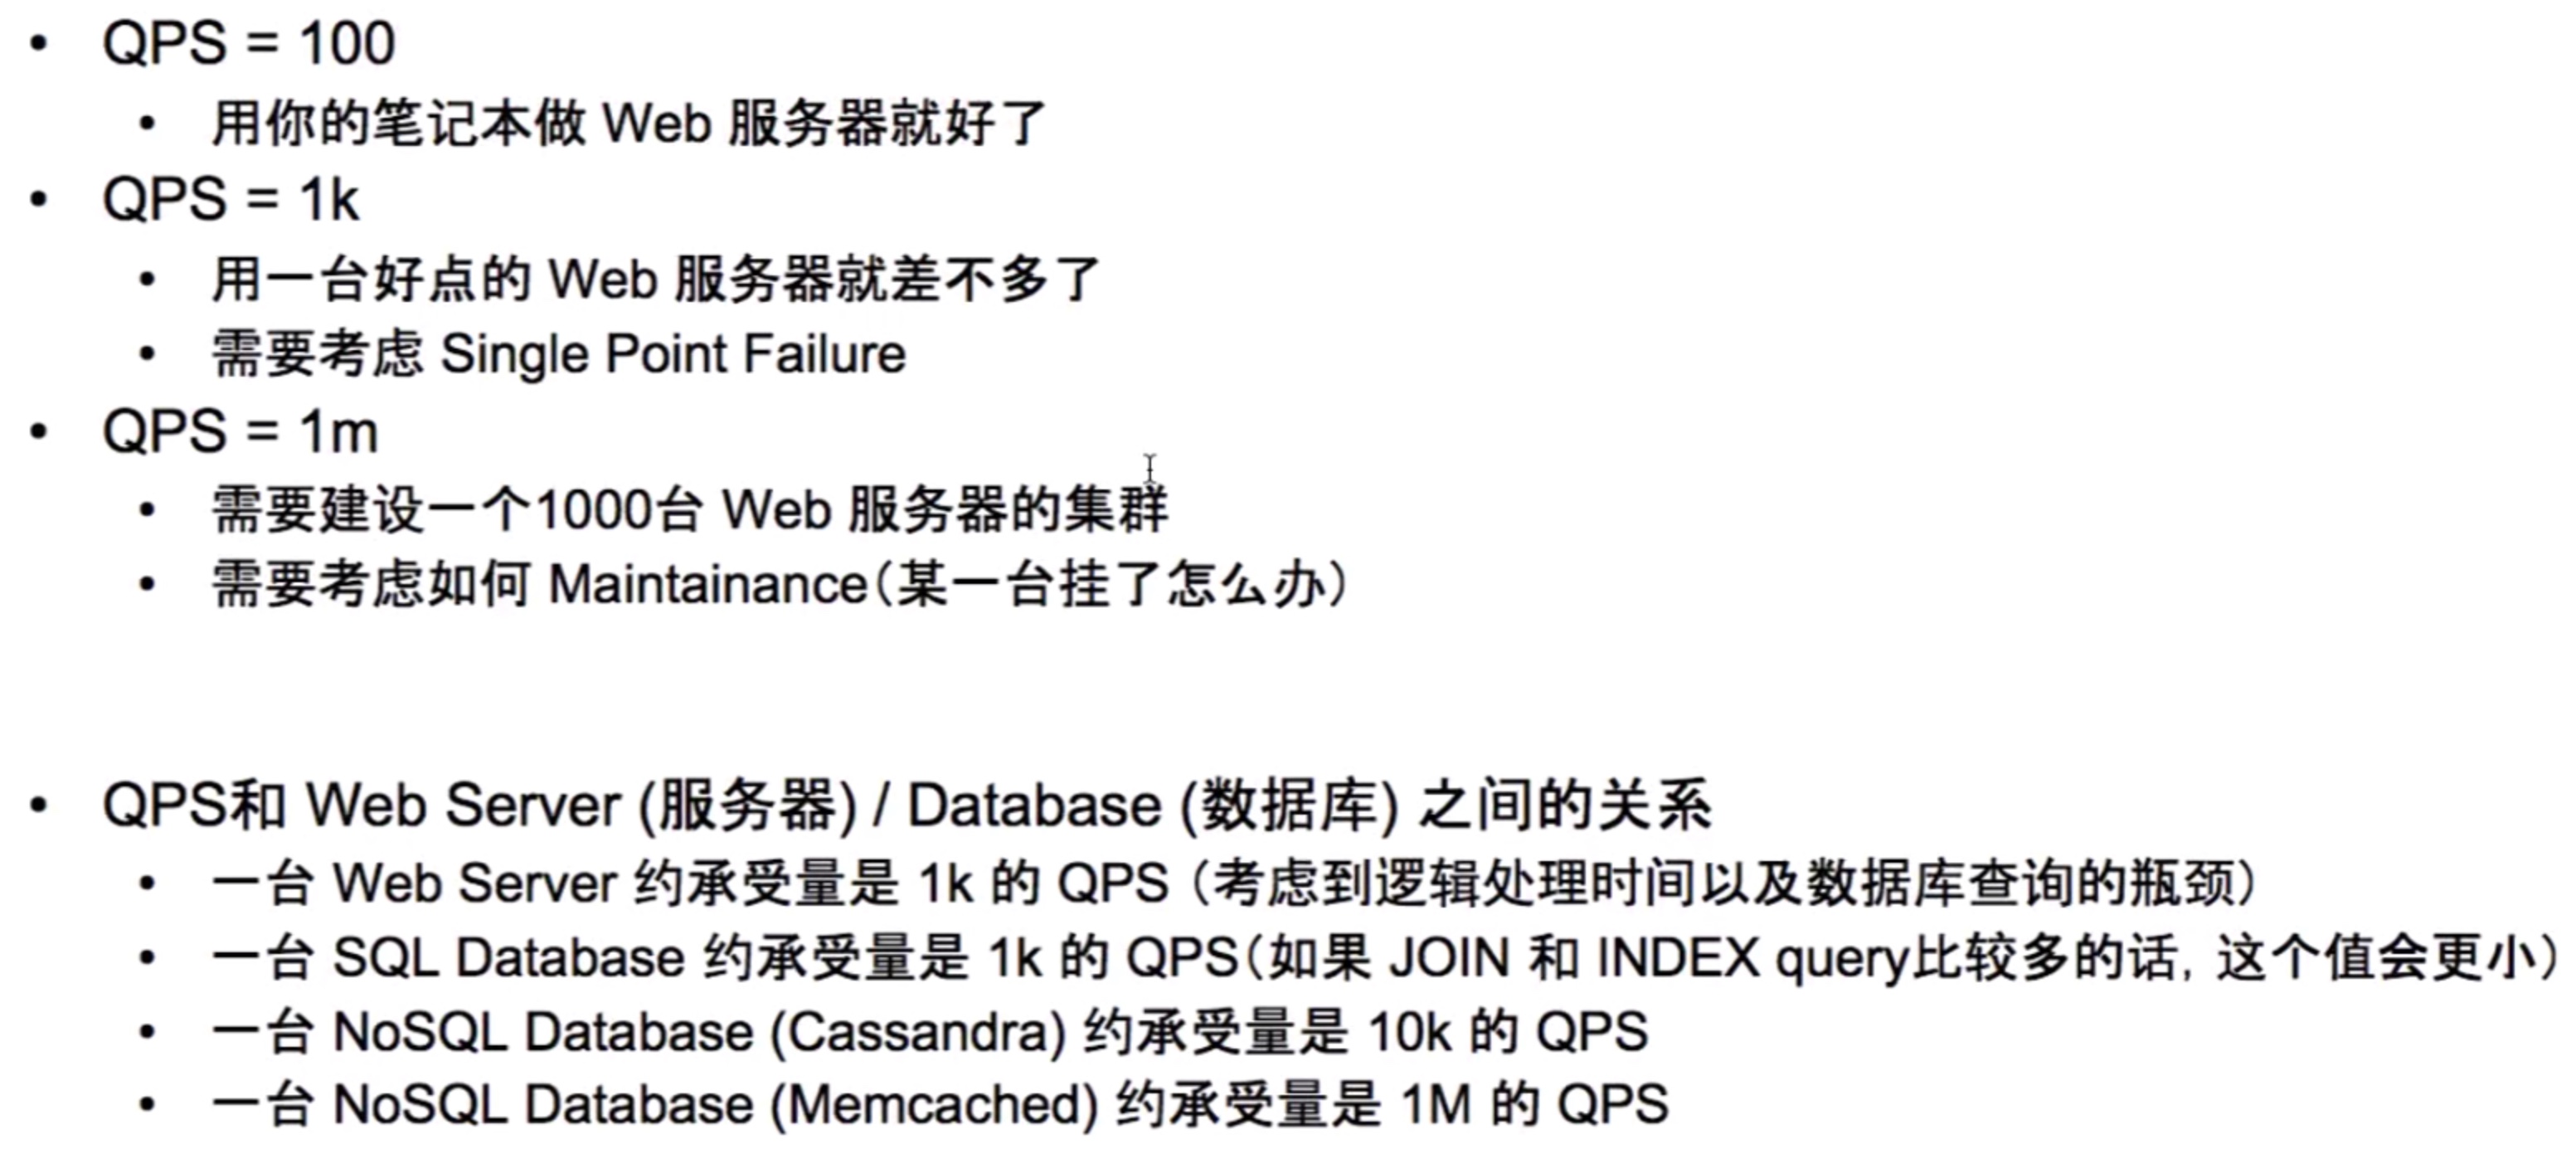 • QPS = 100
• 用你的笔记本做 Web 服务器就好了
• QPS = 1k
• 用一台好点的 Web 服务器就差不多了
• 需要考虑 Single Point Failure
• QPS = 1m
• 需要建设一个1000台 Web 服务器的集群
• 需要考虑如何 Maintainance（某一台挂了怎么办）
• QPS和 Web Server (服务器) / Database (数据库) 之间的关系
• 一台 Web Server 约承受量是 1k 的 QPS（考虑到逻辑处理时间以及数据库查询的瓶颈）
• 一台 SQL Database 约承受量是 1k 的 QPS（如果 JOIN 和 INDEX query比较多的话, 这个值会更小）
• 一台 NoSQL Database (Cassandra) 约承受量是 10k 的 QPS
• 一台 NoSQL Database (Memcached) 约承受量是 1M 的 QPS